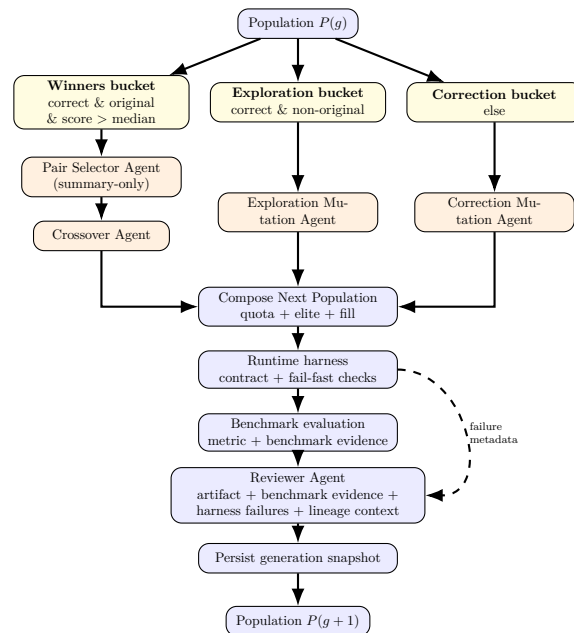 Population P(g)
Winners bucket
correct & original
& score > median
Exploration bucket
correct & non-original
Correction bucket
else
Pair Selector Agent
(summary-only)
Crossover Agent
Exploration Mu-
tation Agent
Correction Mu-
tation Agent
Compose Next Population
quota + elite + fill
Runtime harness
contract + fail-fast checks
failure
metadata
Benchmark evaluation
metric + benchmark evidence
Reviewer Agent
artifact + benchmark evidence +
harness failures + lineage context
Persist generation snapshot
Population P(g + 1)